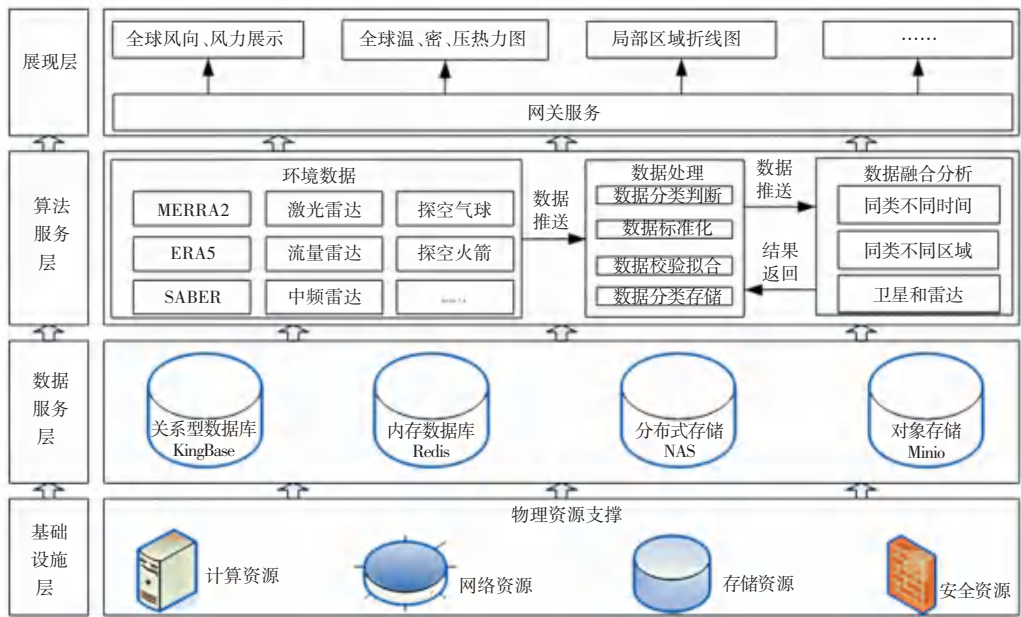 展现层
全球风向、风力展示
全球温、密、压热力图
局部区域折线图
……
网关服务
算法
服务
层
环境数据
MERRA2
激光雷达
探空气球
ERA5
流量雷达
探空火箭
SABER
中频雷达
数据
推送
数据处理
数据分类判断
数据标准化
数据校验拟合
数据分类存储
数据
推送
结果
返回
数据融合分析
同类不同时间
同类不同区域
卫星和雷达
数据
服务
层
关系型数据库
KingBase
内存数据库
Redis
分布式存储
NAS
对象存储
Minio
基础
设施
层
物理资源支撑
计算资源
网络资源
存储资源
安全资源